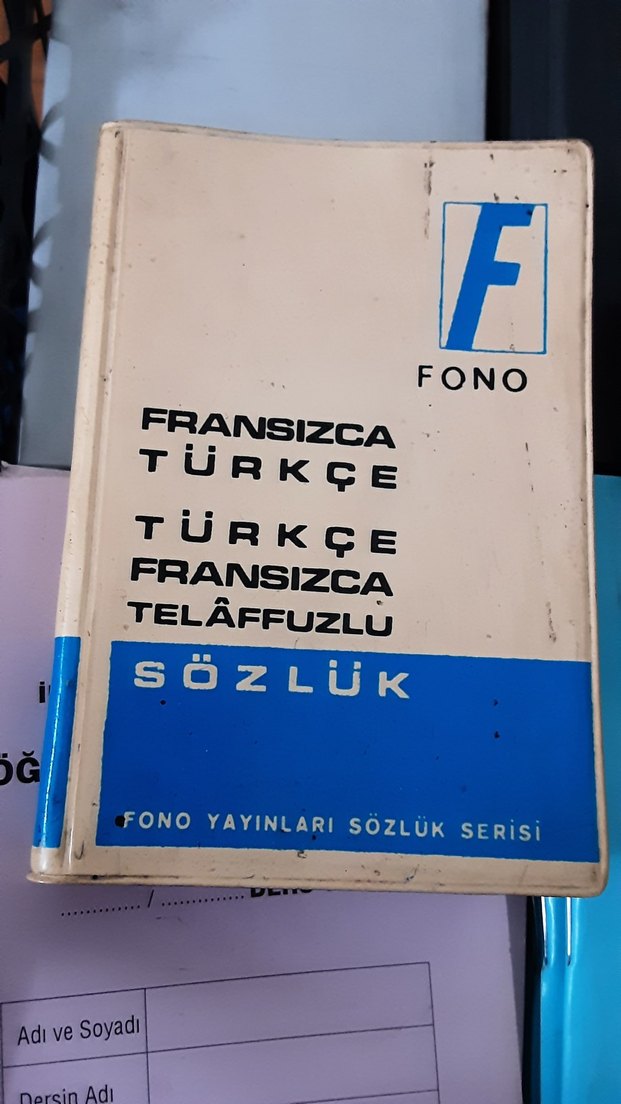 F
FONO
FRANSIZCA
TÜRKÇE
TÜRKÇE
FRANSIZCA
TELÂFFUZLU
SÖZLÜK
FONO YAYINLARI SÖZLÜK SERİSİ
............. / ..............
Adı ve Soyadı
Dersin Adı